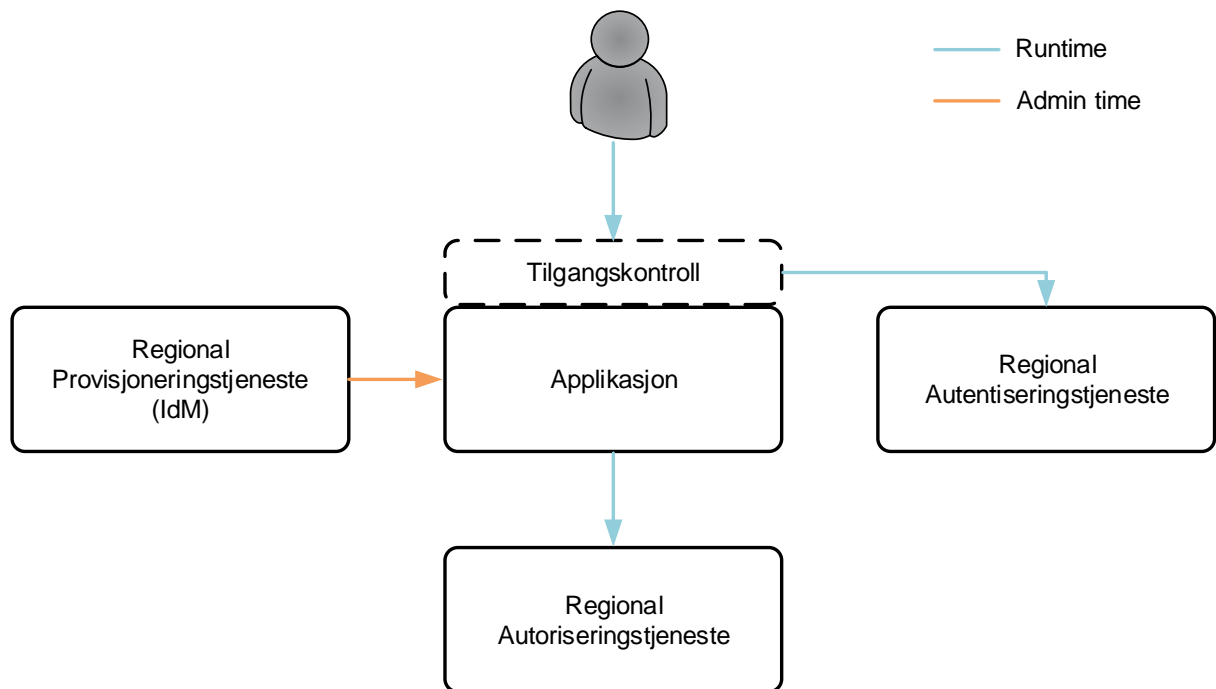 Runtime
Admin time
Tilgangskontroll
Regional
Provisjoneringstjeneste
(IdM)
Applikasjon
Regional
Autentiseringstjeneste
Regional
Autoriseringstjeneste